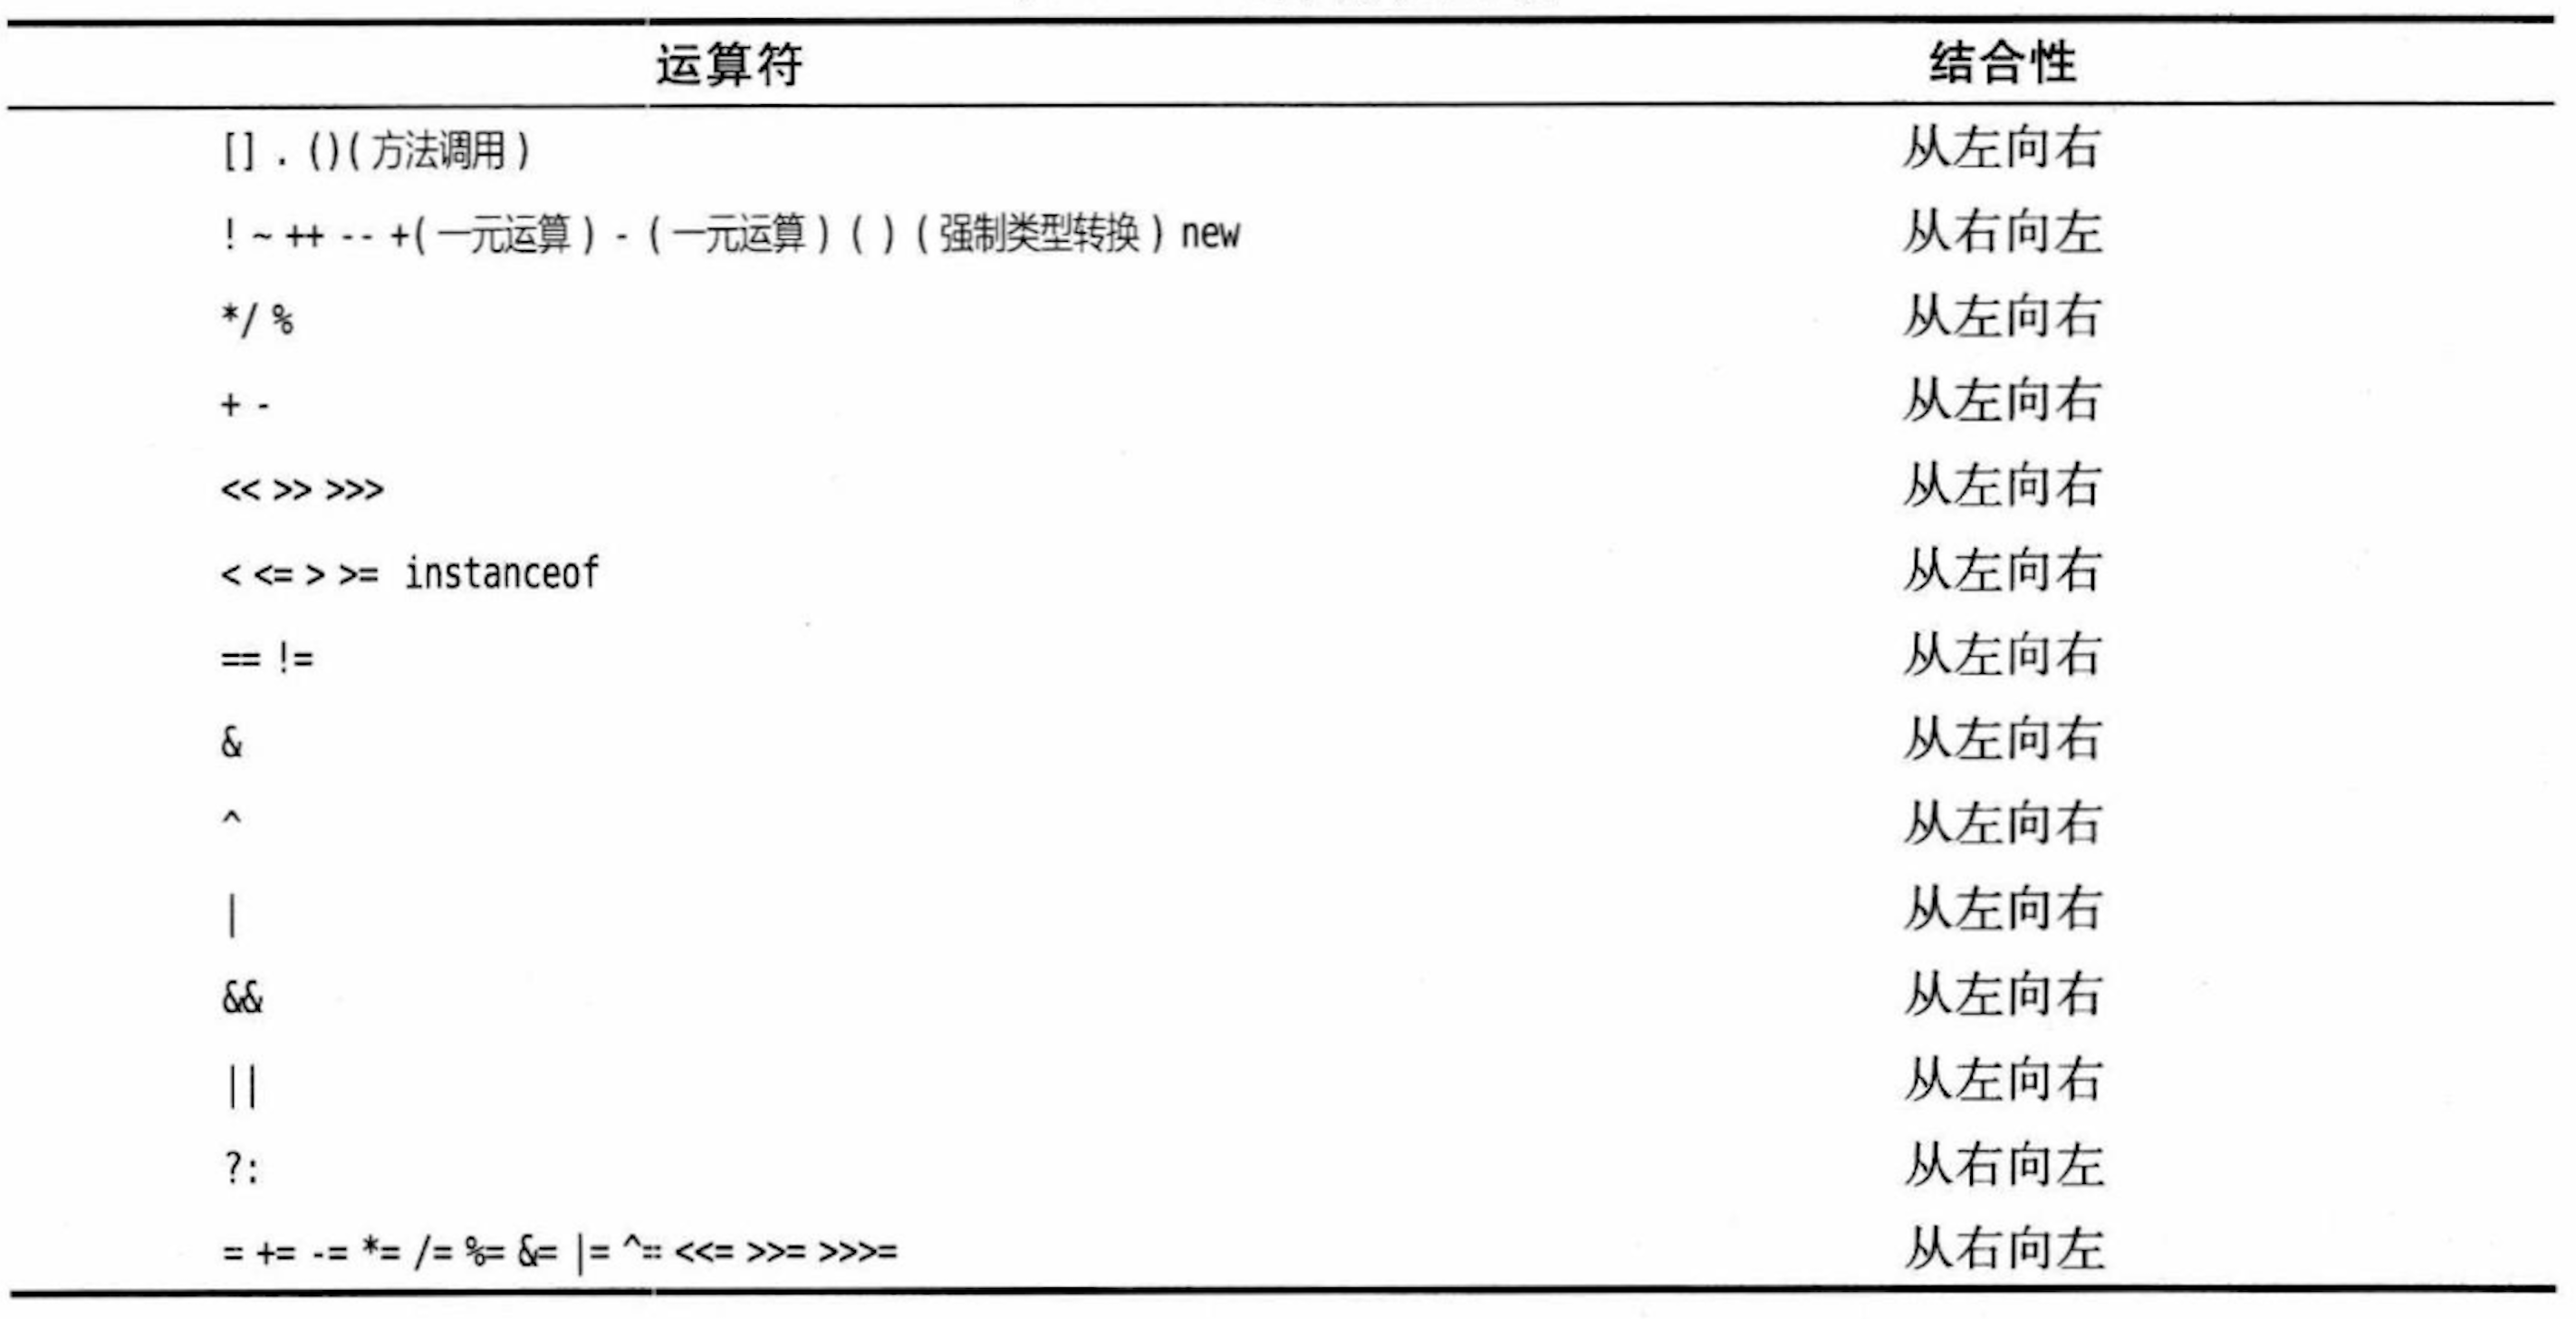 运算符 结合性
[] . ()(方法调用) 从左向右
! ~ ++ -- +(一元运算) - (一元运算) ( ) (强制类型转换) new 从右向左
*/ % 从左向右
+ - 从左向右
<< >> >>> 从左向右
< <= > >= instanceof 从左向右
== != 从左向右
& 从左向右
^ 从左向右
| 从左向右
&& 从左向右
|| 从左向右
?: 从右向左
= += -= *= /= %= &= |= ^= <<= >>= >>>= 从右向左